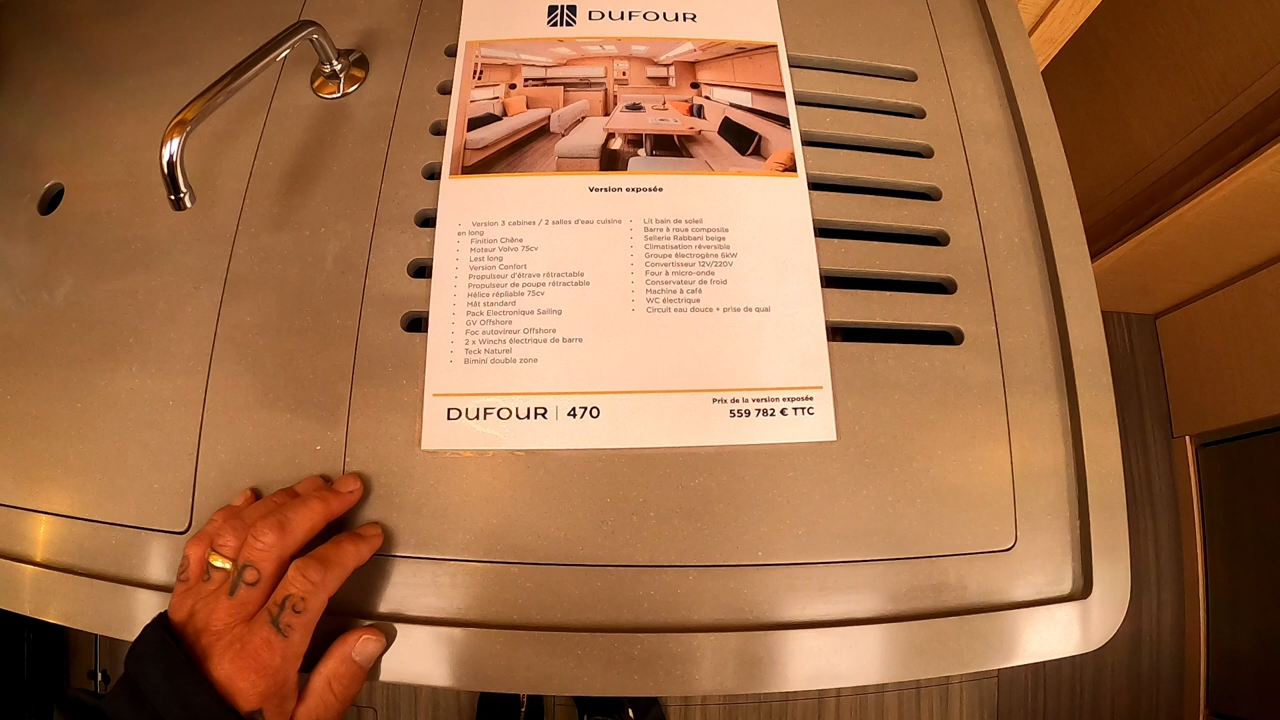 DUFOUR
Version exposée
• Version 3 cabines / 2 salles d'eau cuisine
en long
• Finition Chêne
• Moteur Volvo 75cv
• Lest long
• Version Confort
• Propulseur d'étrave rétractable
• Propulseur de poupe rétractable
• Hélice répliable 75cv
• Mât standard
• Pack Electronique Sailing
• GV Offshore
• Foc autovireur Offshore
• 2 x Winchs électrique de barre
• Teck Naturel
• Bimini double zone
• Lit bain de soleil
• Barre à roue composite
• Sellerie Rabbani beige
• Climatisation réversible
• Groupe électrogène 6kW
• Convertisseur 12V/220V
• Four à micro-onde
• Conservateur de froid
• Machine à café
• WC électrique
• Circuit eau douce + prise de quai
DUFOUR | 470
Prix de la version exposée
559 782 € TTC